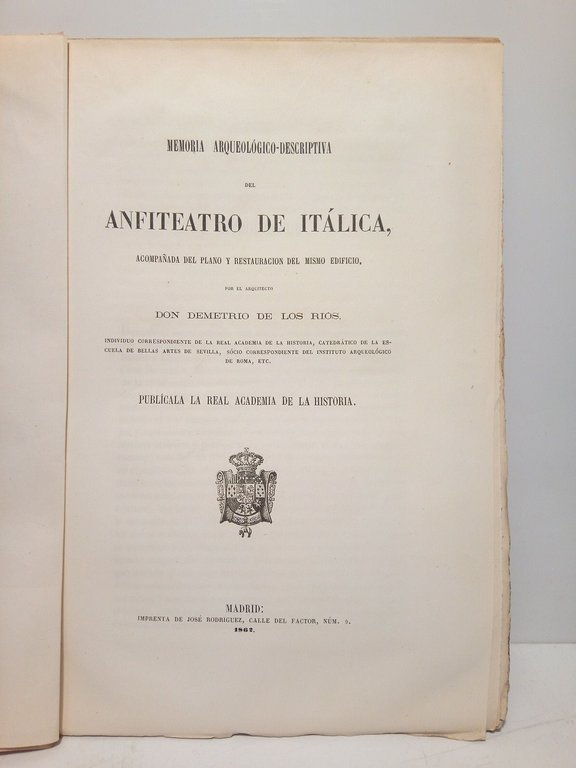 MEMORIA ARQUEOLÓGICO-DESCRIPTIVA
DEL
ANFITEATRO DE ITÁLICA,
ACOMPAÑADA DEL PLANO Y RESTAURACION DEL MISMO EDIFICIO,
POR EL ARQUITECTO
DON DEMETRIO DE LOS RIOS,
INDIVIDUO CORRESPONDIENTE DE LA REAL ACADEMIA DE LA HISTORIA, CATEDRÁTICO DE LA ES-
CUELA DE BELLAS ARTES DE SEVILLA, SÓCIO CORRESPONDIENTE DEL INSTITUTO ARQUEOLÓGICO
DE ROMA, ETC.
PUBLÍCALA LA REAL ACADEMIA DE LA HISTORIA.
MADRID:
IMPRENTA DE JOSÉ RODRIGUEZ, CALLE DEL FACTOR, NÚM. 9.
1862.